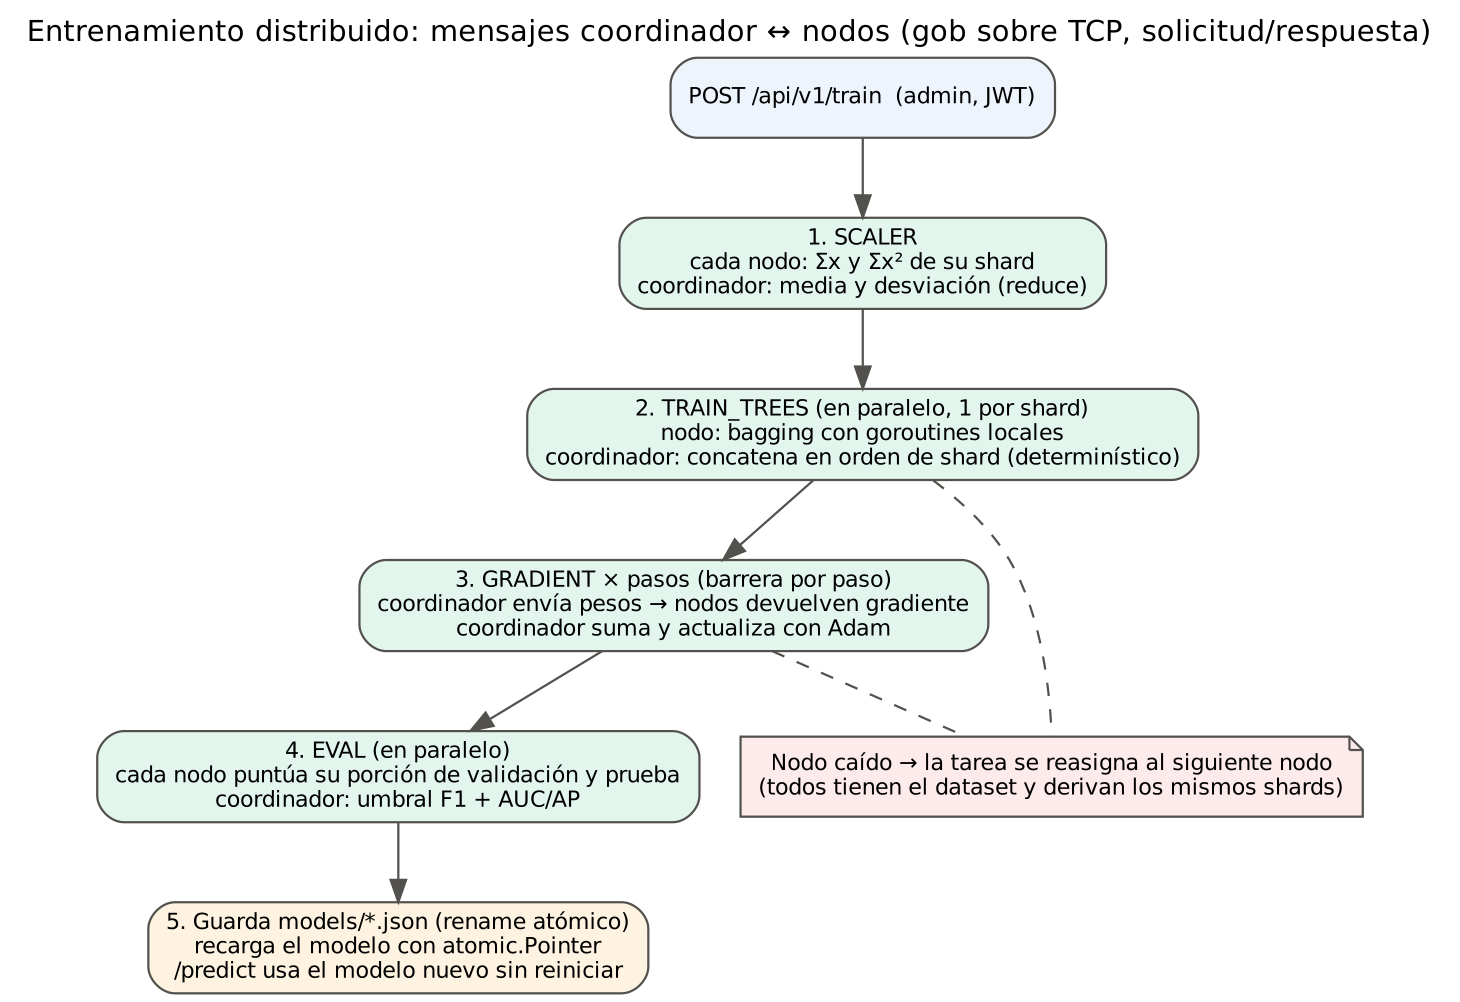 Entrenamiento distribuido: mensajes coordinador ↔ nodos (gob sobre TCP, solicitud/respuesta)
POST /api/v1/train (admin, JWT)
1. SCALER
cada nodo: Σx y Σx² de su shard
coordinador: media y desviación (reduce)
2. TRAIN_TREES (en paralelo, 1 por shard)
nodo: bagging con goroutines locales
coordinador: concatena en orden de shard (determinístico)
3. GRADIENT × pasos (barrera por paso)
coordinador envía pesos → nodos devuelven gradiente
coordinador suma y actualiza con Adam
4. EVAL (en paralelo)
cada nodo puntúa su porción de validación y prueba
coordinador: umbral F1 + AUC/AP
Nodo caído → la tarea se reasigna al siguiente nodo
(todos tienen el dataset y derivan los mismos shards)
5. Guarda models/*.json (rename atómico)
recarga el modelo con atomic.Pointer
/predict usa el modelo nuevo sin reiniciar